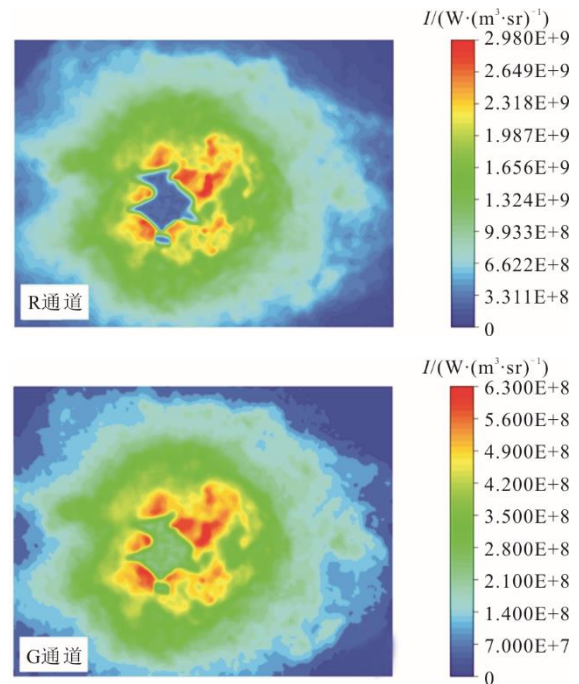 I/(W·(m³·sr)⁻¹)
2.980E+9
2.649E+9
2.318E+9
1.987E+9
1.656E+9
1.324E+9
9.933E+8
6.622E+8
3.311E+8
0
R通道
I/(W·(m³·sr)⁻¹)
6.300E+8
5.600E+8
4.900E+8
4.200E+8
3.500E+8
2.800E+8
2.100E+8
1.400E+8
7.000E+7
0
G通道